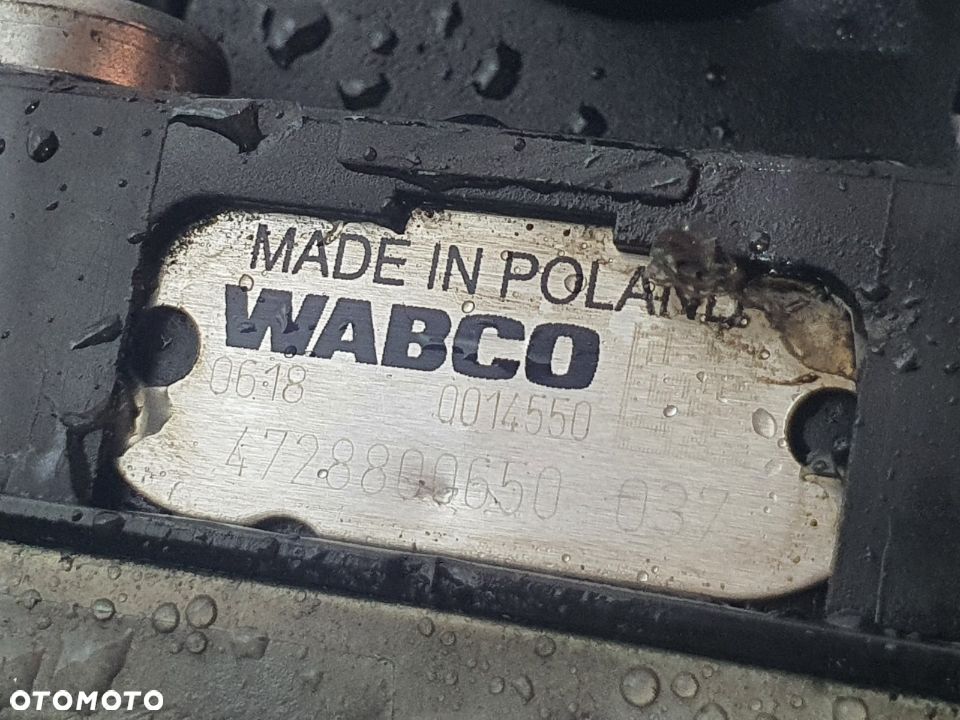 MADE IN POLAND
WABCO
0618 0014550
4728800650 037
OTOMOTO